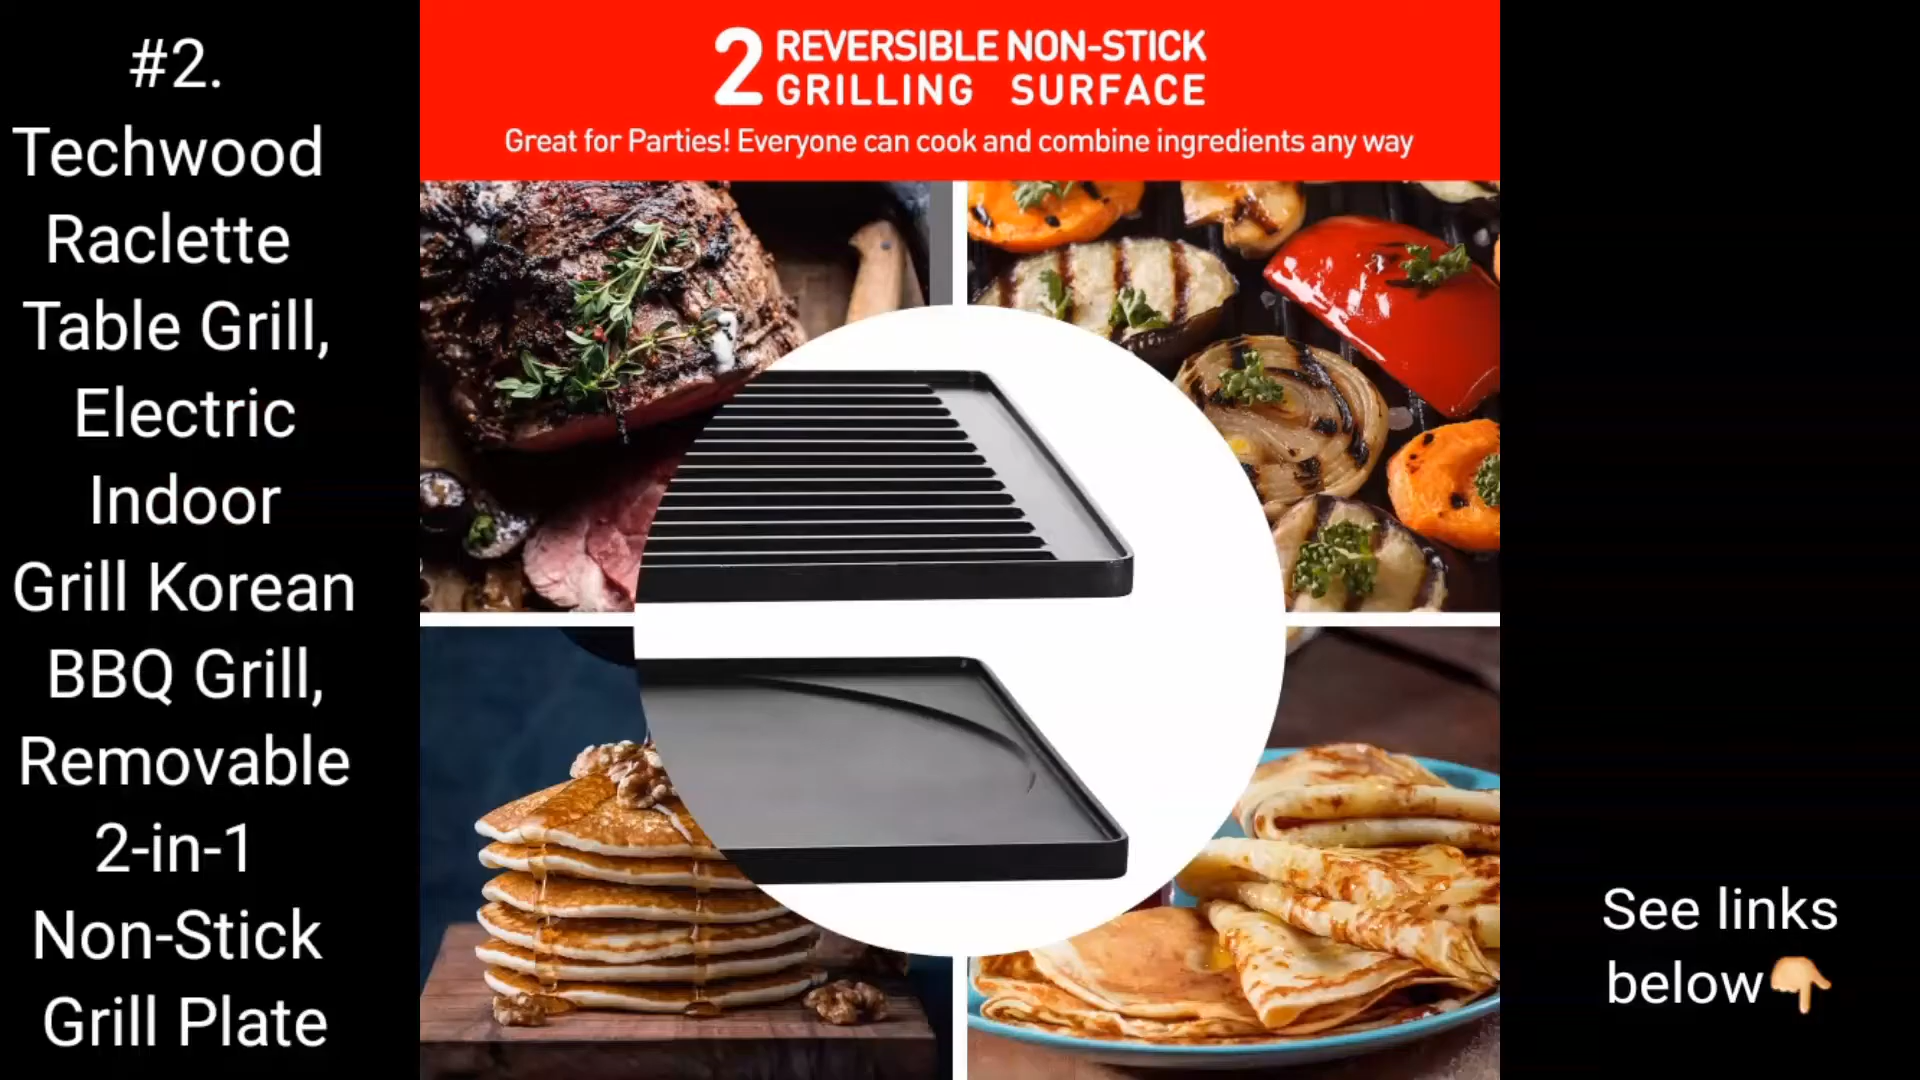 #2.
Techwood
Raclette
Table Grill,
Electric
Indoor
Grill Korean
BBQ Grill,
Removable
2-in-1
Non-Stick
Grill Plate
2 REVERSIBLE NON-STICK
GRILLING SURFACE
Great for Parties! Everyone can cook and combine ingredients any way
See links
below👇